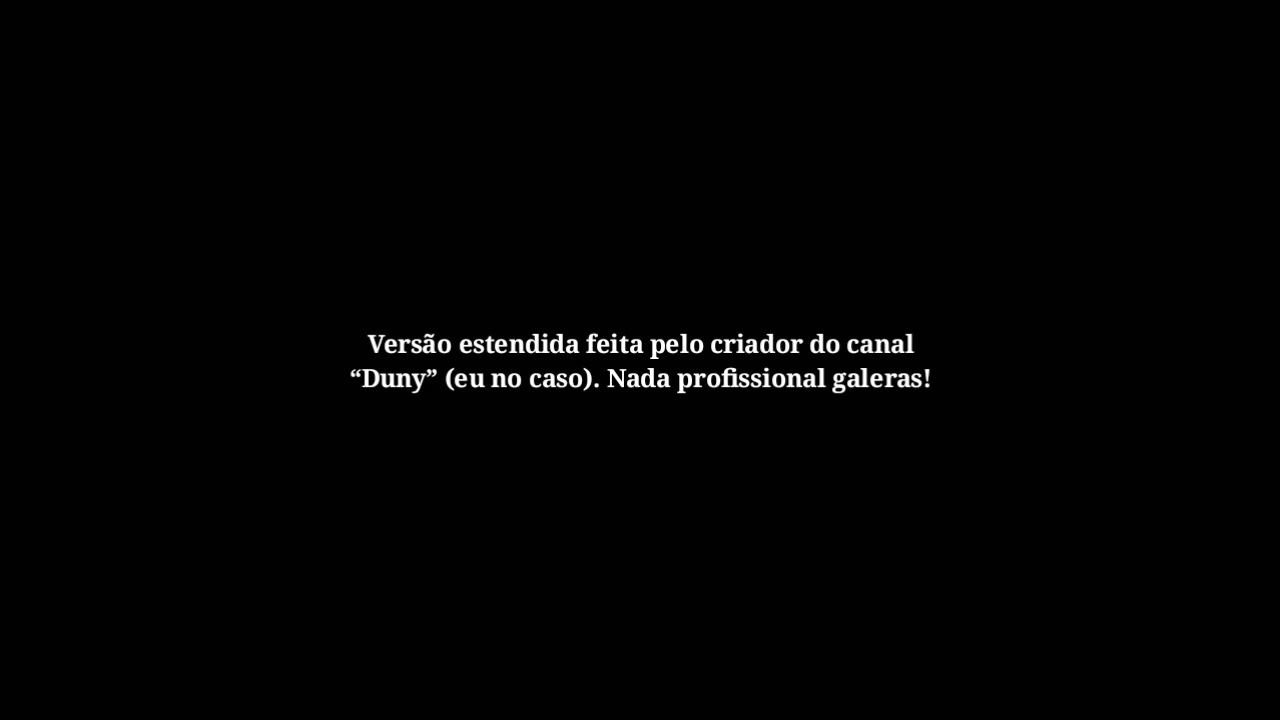 Versão estendida feita pelo criador do canal
“Duny” (eu no caso). Nada profissional galeras!